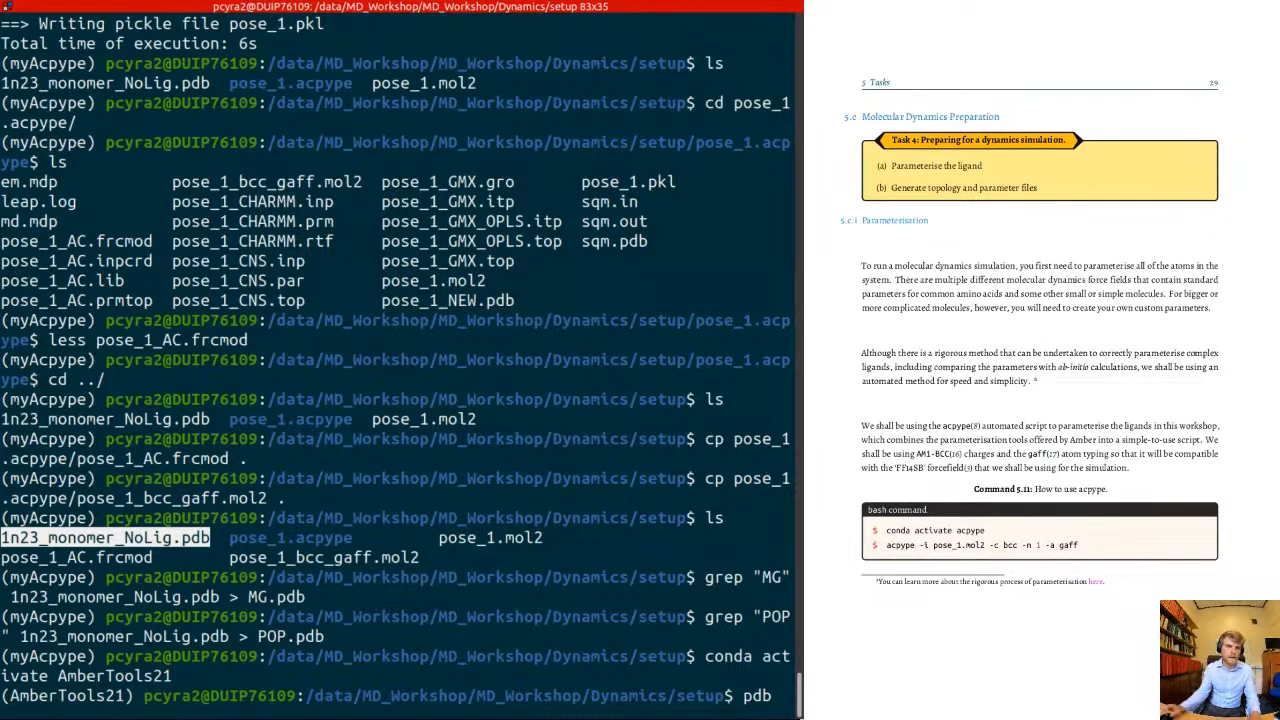 pcyra2@DUIP76109: /data/MD_Workshop/MD_Workshop/Dynamics/setup 83x35
==> Writing pickle file pose_1.pkl
Total time of execution: 6s
(myAcpype) pcyra2@DUIP76109:/data/MD_Workshop/MD_Workshop/Dynamics/setup$ ls
1n23_monomer_NoLig.pdb  pose_1.acpype  pose_1.mol2
(myAcpype) pcyra2@DUIP76109:/data/MD_Workshop/MD_Workshop/Dynamics/setup$ cd pose_1
.acpype/
(myAcpype) pcyra2@DUIP76109:/data/MD_Workshop/MD_Workshop/Dynamics/setup/pose_1.acp
ype$ ls
em.mdp pose_1_bcc_gaff.mol2 pose_1_GMX.gro pose_1.pkl
leap.log pose_1_CHARMM.inp pose_1_GMX.itp sqm.in
md.mdp pose_1_CHARMM.prm pose_1_GMX_OPLS.itp sqm.out
pose_1_AC.frcmod pose_1_CHARMM.rtf pose_1_GMX_OPLS.top sqm.pdb
pose_1_AC.inpcrd pose_1_CNS.inp pose_1_GMX.top
pose_1_AC.lib pose_1_CNS.par pose_1.mol2
pose_1_AC.prmtop pose_1_CNS.top pose_1_NEW.pdb
(myAcpype) pcyra2@DUIP76109:/data/MD_Workshop/MD_Workshop/Dynamics/setup/pose_1.acp
ype$ less pose_1_AC.frcmod
(myAcpype) pcyra2@DUIP76109:/data/MD_Workshop/MD_Workshop/Dynamics/setup/pose_1.acp
ype$ cd ../
(myAcpype) pcyra2@DUIP76109:/data/MD_Workshop/MD_Workshop/Dynamics/setup$ ls
1n23_monomer_NoLig.pdb  pose_1.acpype  pose_1.mol2
(myAcpype) pcyra2@DUIP76109:/data/MD_Workshop/MD_Workshop/Dynamics/setup$ cp pose_1
.acpype/pose_1_AC.frcmod .
(myAcpype) pcyra2@DUIP76109:/data/MD_Workshop/MD_Workshop/Dynamics/setup$ cp pose_1
.acpype/pose_1_bcc_gaff.mol2 .
(myAcpype) pcyra2@DUIP76109:/data/MD_Workshop/MD_Workshop/Dynamics/setup$ ls
1n23_monomer_NoLig.pdb  pose_1.acpype  pose_1.mol2
pose_1_AC.frcmod  pose_1_bcc_gaff.mol2
(myAcpype) pcyra2@DUIP76109:/data/MD_Workshop/MD_Workshop/Dynamics/setup$ grep "MG"
1n23_monomer_NoLig.pdb > MG.pdb
(myAcpype) pcyra2@DUIP76109:/data/MD_Workshop/MD_Workshop/Dynamics/setup$ grep "POP
" 1n23_monomer_NoLig.pdb > POP.pdb
(myAcpype) pcyra2@DUIP76109:/data/MD_Workshop/MD_Workshop/Dynamics/setup$ conda act
ivate AmberTools21
(AmberTools21) pcyra2@DUIP76109:/data/MD_Workshop/MD_Workshop/Dynamics/setup$ pdb
5 Tasks 29
5.c Molecular Dynamics Preparation
Task 4: Preparing for a dynamics simulation.
(a) Parameterise the ligand
(b) Generate topology and parameter files
5.c.i Parameterisation
To run a molecular dynamics simulation, you first need to parameterise all of the atoms in the
system. There are multiple different molecular dynamics force fields that contain standard
parameters for common amino acids and some other small or simple molecules. For bigger or
more complicated molecules, however, you will need to create your own custom parameters.
Although there is a rigorous method that can be undertaken to correctly parameterise complex
ligands, including comparing the parameters with ab-initio calculations, we shall be using an
automated method for speed and simplicity. ᵃ
We shall be using the acpype(8) automated script to parameterise the ligands in this workshop,
which combines the parameterisation tools offered by Amber into a simple-to-use script. We
shall be using AM1-BCC(16) charges and the gaff(17) atom typing so that it will be compatible
with the 'FF14SB' forcefield(3) that we shall be using for the simulation.
Command 5.11: How to use acpype.
bash command
$ conda activate acpype
$ acpype -i pose_1.mol2 -c bcc -n 1 -a gaff
ᵃYou can learn more about the rigorous process of parameterisation here.